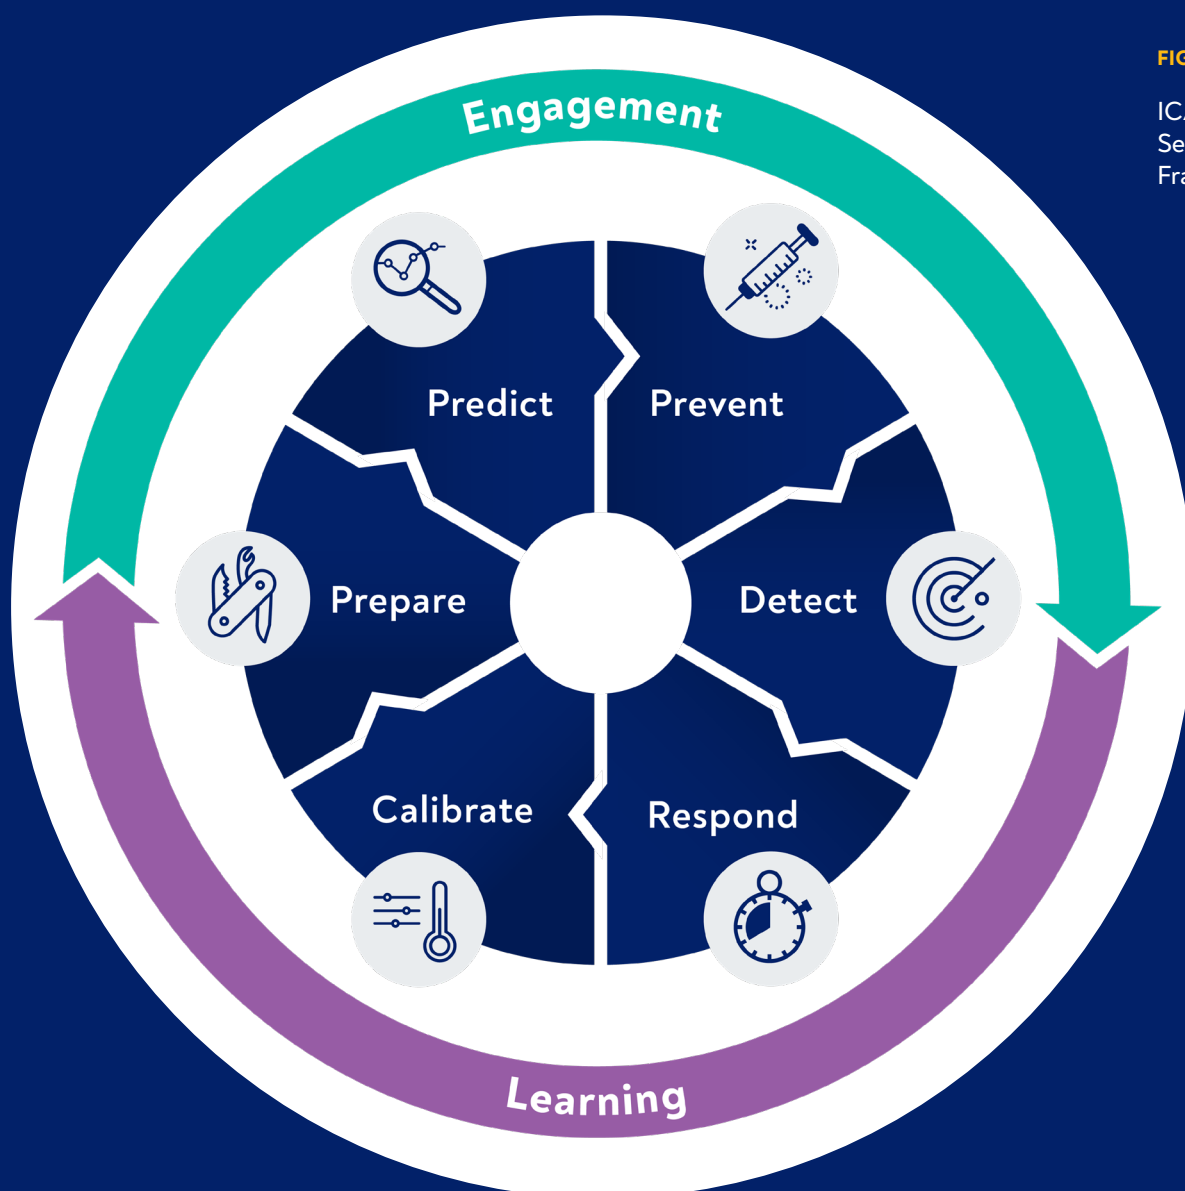 Engagement
Predict
Prevent
Prepare
Detect
Calibrate
Respond
Learning